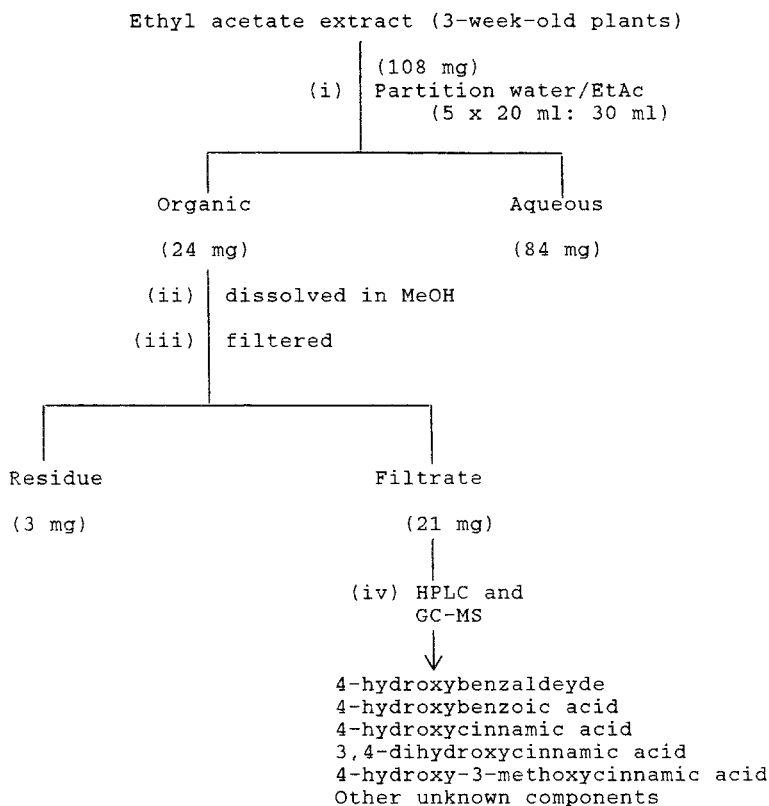 Ethyl acetate extract (3-week-old plants)
(108 mg)
(i) Partition water/EtAc
(5 x 20 ml: 30 ml)
Organic
Aqueous
(24 mg)
(84 mg)
(ii) dissolved in MeOH
(iii) filtered
Residue
Filtrate
(3 mg)
(21 mg)
(iv) HPLC and
GC-MS
4-hydroxybenzaldeyde
4-hydroxybenzoic acid
4-hydroxycinnamic acid
3,4-dihydroxycinnamic acid
4-hydroxy-3-methoxycinnamic acid
Other unknown components